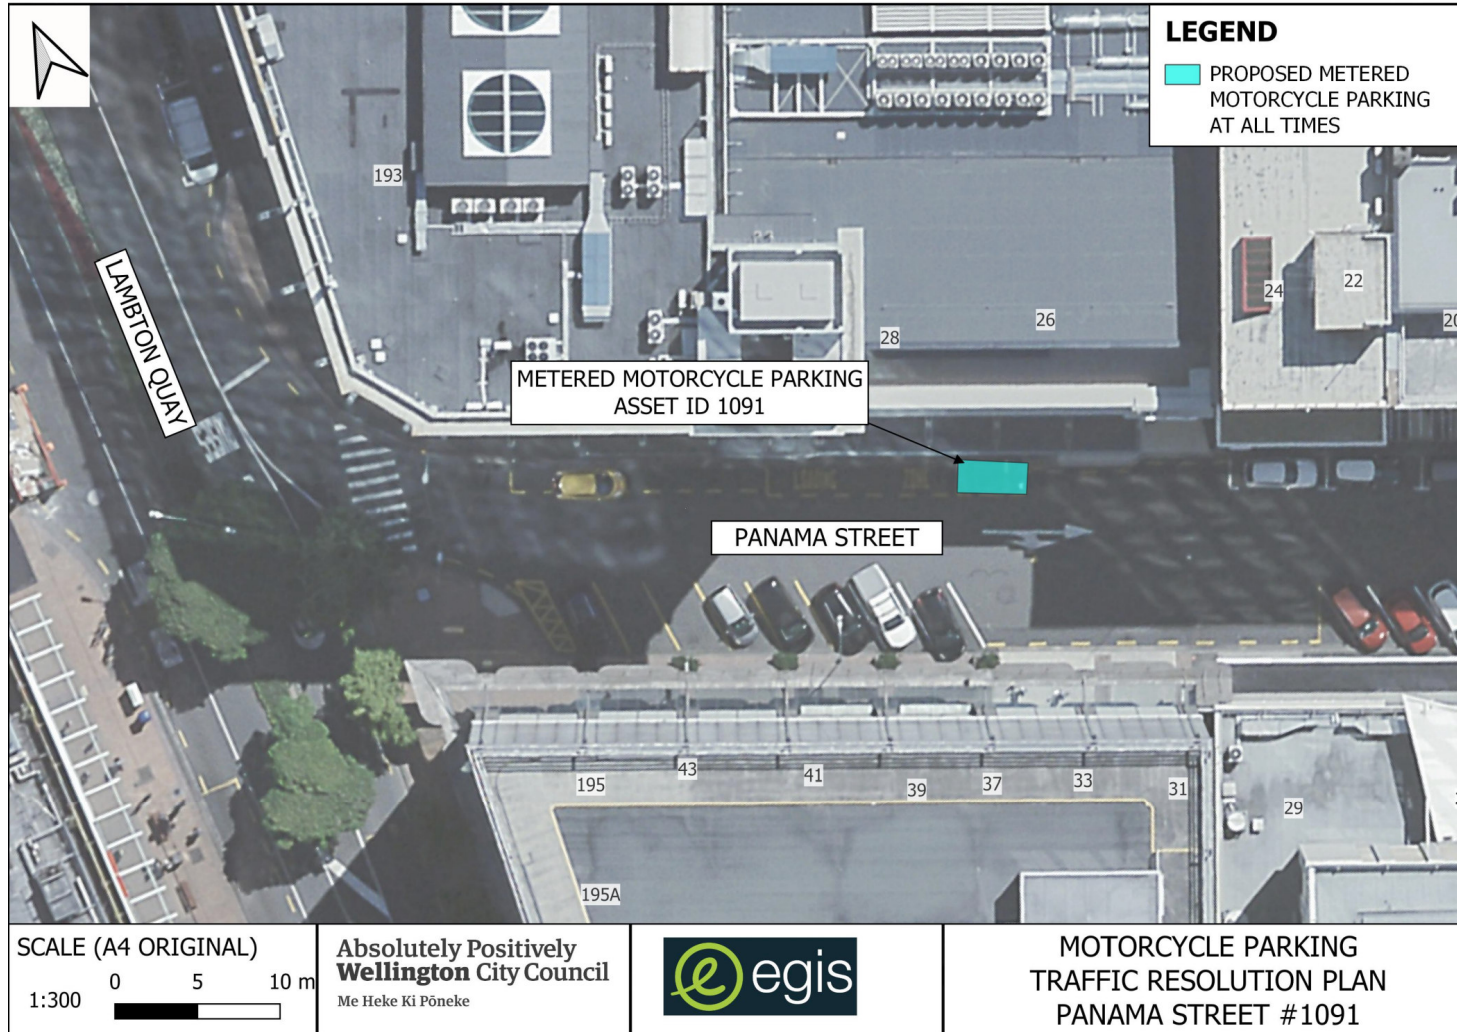 LEGEND
PROPOSED METERED
MOTORCYCLE PARKING
AT ALL TIMES
193
LAMBTON QUAY
24
22
26
28
METERED MOTORCYCLE PARKING
ASSET ID 1091
PANAMA STREET
195
43
41
39
37
33
31
29
195A
SCALE (A4 ORIGINAL)
0 5 10 m
1:300
Absolutely Positively
Wellington City Council
Me Heke Ki Pōneke
egis
MOTORCYCLE PARKING
TRAFFIC RESOLUTION PLAN
PANAMA STREET #1091